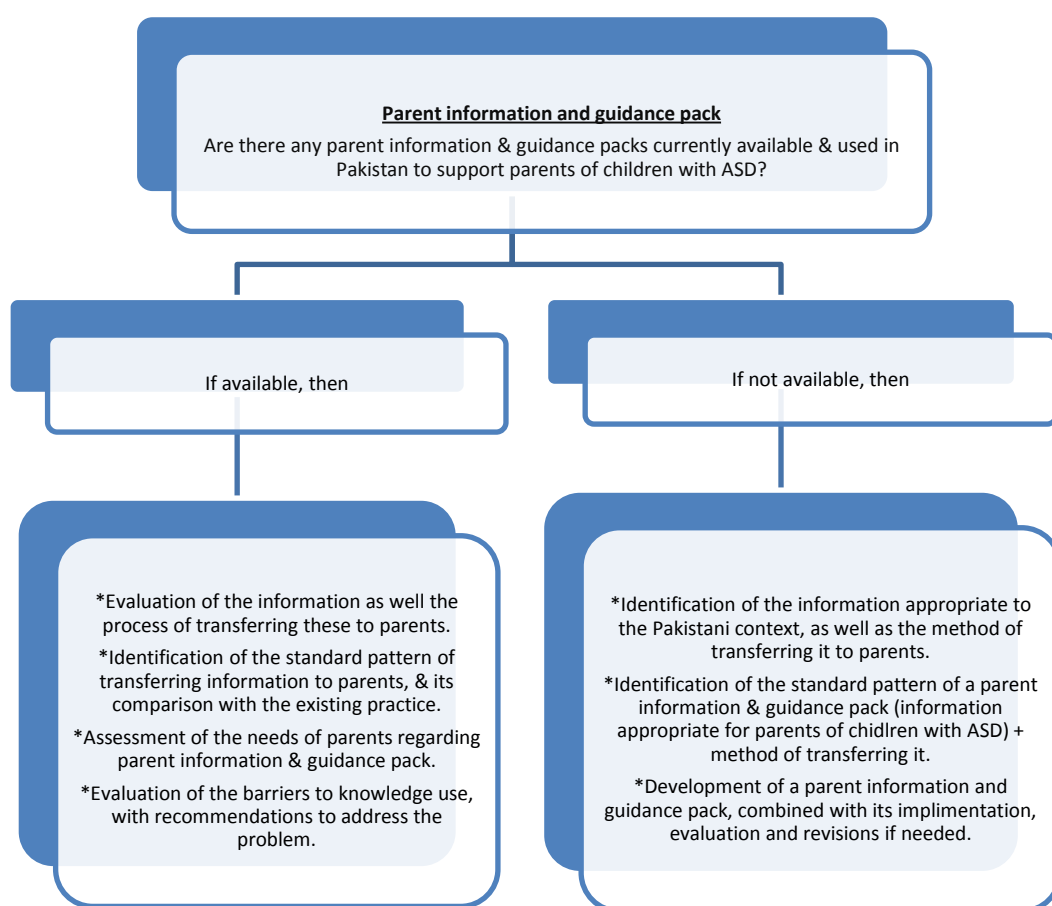 Parent information and guidance pack
Are there any parent information & guidance packs currently available & used in
Pakistan to support parents of children with ASD?
If available, then
If not available, then
*Evaluation of the information as well the
process of transferring these to parents.
*Identification of the standard pattern of
transferring information to parents, & its
comparison with the existing practice.
*Assessment of the needs of parents regarding
parent information & guidance pack.
*Evaluation of the barriers to knowledge use,
with recommendations to address the
problem.
*Identification of the information appropriate to
the Pakistani context, as well as the method of
transferring it to parents.
*Identification of the standard pattern of a parent
information & guidance pack (information
appropriate for parents of chidlren with ASD) +
method of transferring it.
*Development of a parent information and
guidance pack, combined with its implimentation,
evaluation and revisions if needed.